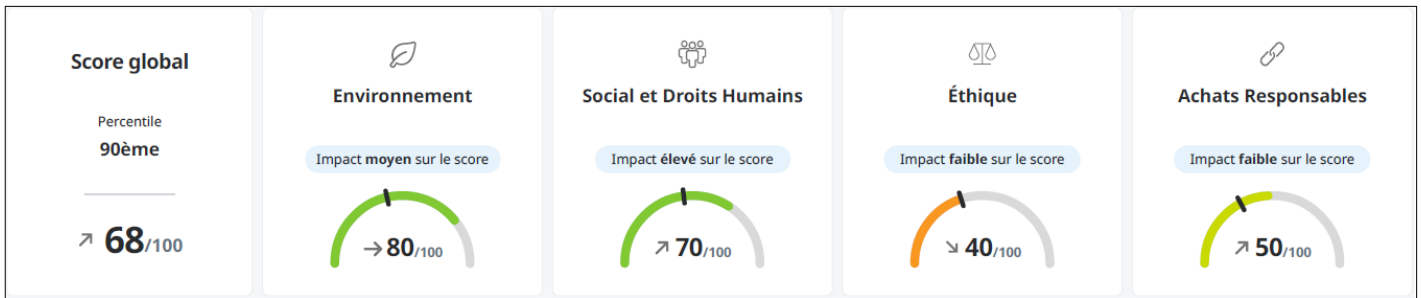 Score global
Percentile
90ème
↗ 68/100
Environnement
Impact moyen sur le score
→ 80/100
Social et Droits Humains
Impact élevé sur le score
↗ 70/100
Éthique
Impact faible sur le score
↘ 40/100
Achats Responsables
Impact faible sur le score
↗ 50/100